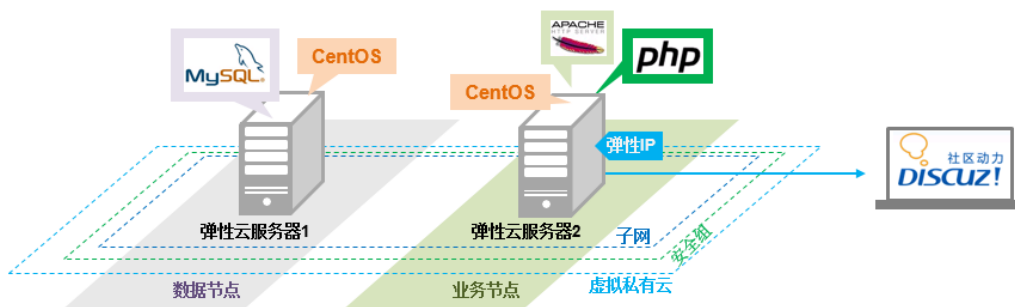 MySQL
CentOS
APACHE
HTTP SERVER
php
CentOS
弹性IP
社区动力
DISCUZ!
弹性云服务器1
弹性云服务器2
子网
安全组
虚拟私有云
数据节点
业务节点